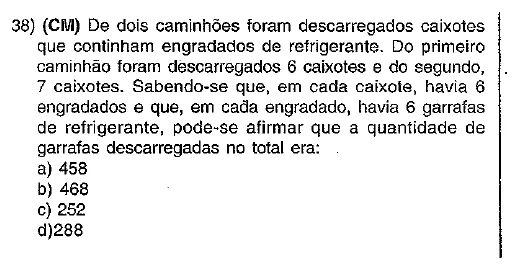 38) (CM) De dois caminhões foram descarregados caixotes
que continham engradados de refrigerante. Do primeiro
caminhão foram descarregados 6 caixotes e do segundo,
7 caixotes. Sabendo-se que, em cada caixote, havia 6
engradados e que, em cada engradado, havia 6 garrafas
de refrigerante, pode-se afirmar que a quantidade de
garrafas descarregadas no total era:
a) 458
b) 468
c) 252
d)288